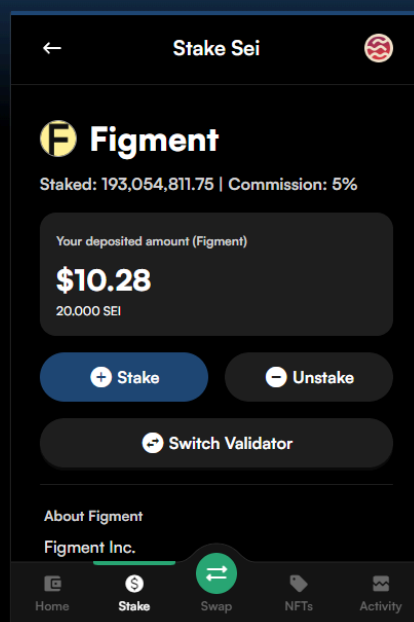 Stake Sei
Figment
Staked: 193,054,811.75 | Commission: 5%
Your deposited amount (Figment)
$10.28
20.000 SEI
Stake
Unstake
Switch Validator
About Figment
Figment Inc.
Home
Stake
Swap
NFTs
Activity